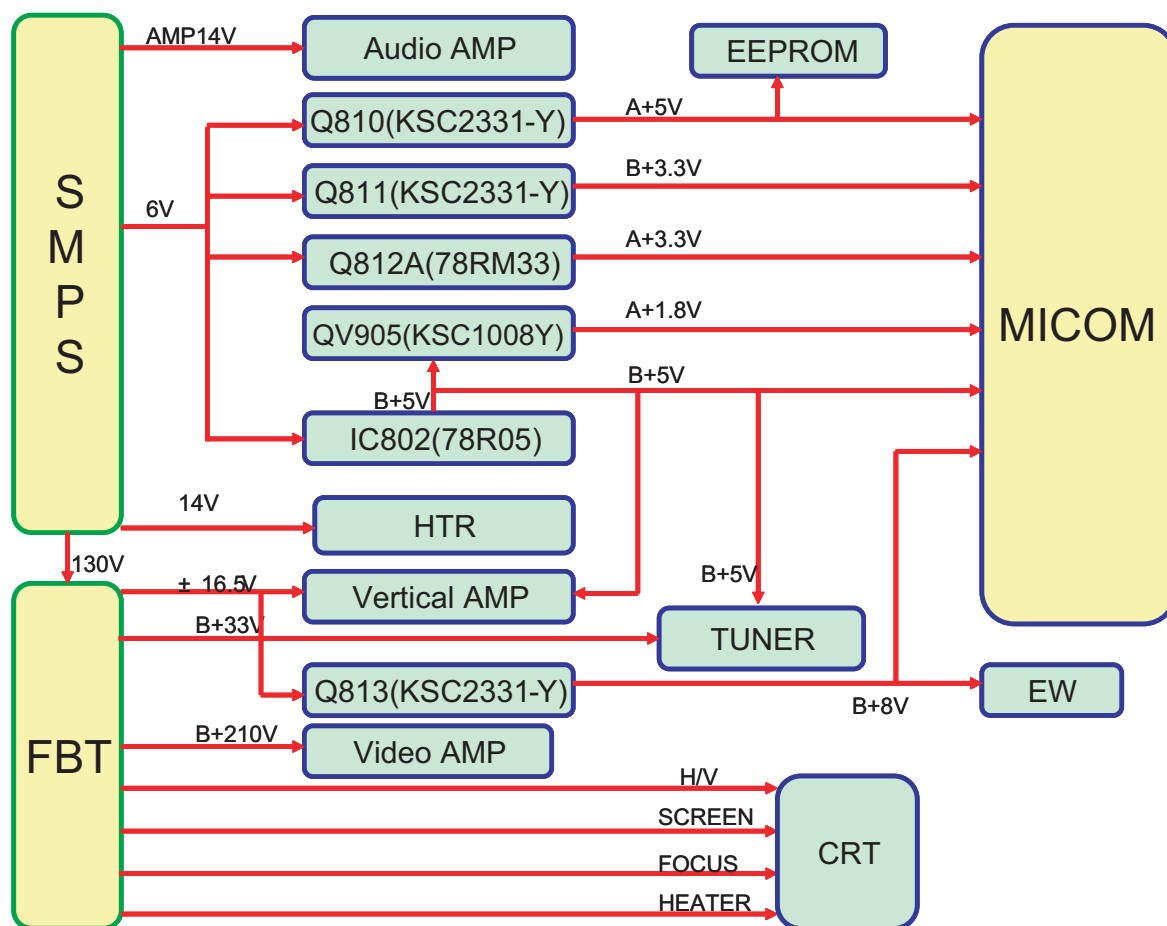 AMP14V
Audio AMP
EEPROM
Q810(KSC2331-Y)
A+5V
S
M
P
S
6V
Q811(KSC2331-Y)
B+3.3V
Q812A(78RM33)
A+3.3V
QV905(KSC1008Y)
A+1.8V
MICOM
B+5V
B+5V
IC802(78R05)
14V
HTR
130V
± 16.5V
Vertical AMP
B+5V
B+33V
TUNER
Q813(KSC2331-Y)
B+8V
EW
FBT
B+210V
Video AMP
H/V
SCREEN
CRT
FOCUS
HEATER